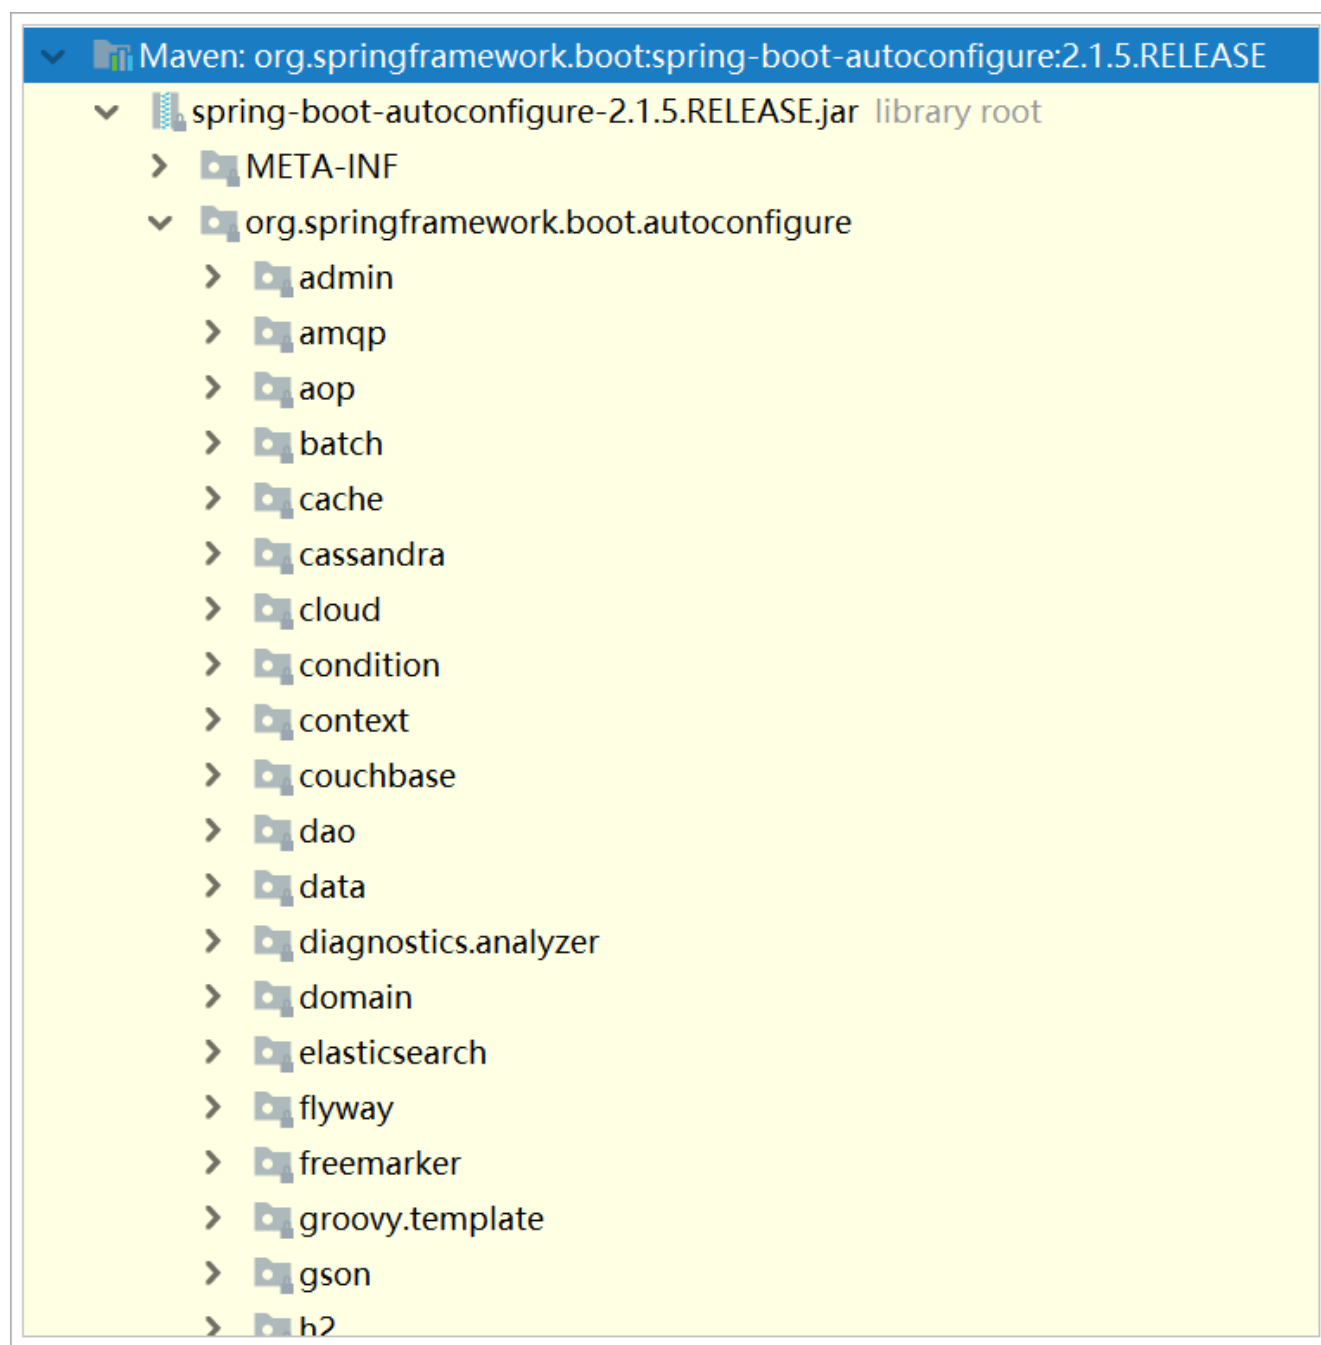 Maven: org.springframework.boot:spring-boot-autoconfigure:2.1.5.RELEASE
spring-boot-autoconfigure-2.1.5.RELEASE.jar library root
META-INF
org.springframework.boot.autoconfigure
admin
amqp
aop
batch
cache
cassandra
cloud
condition
context
couchbase
dao
data
diagnostics.analyzer
domain
elasticsearch
flyway
freemarker
groovy.template
gson
h2